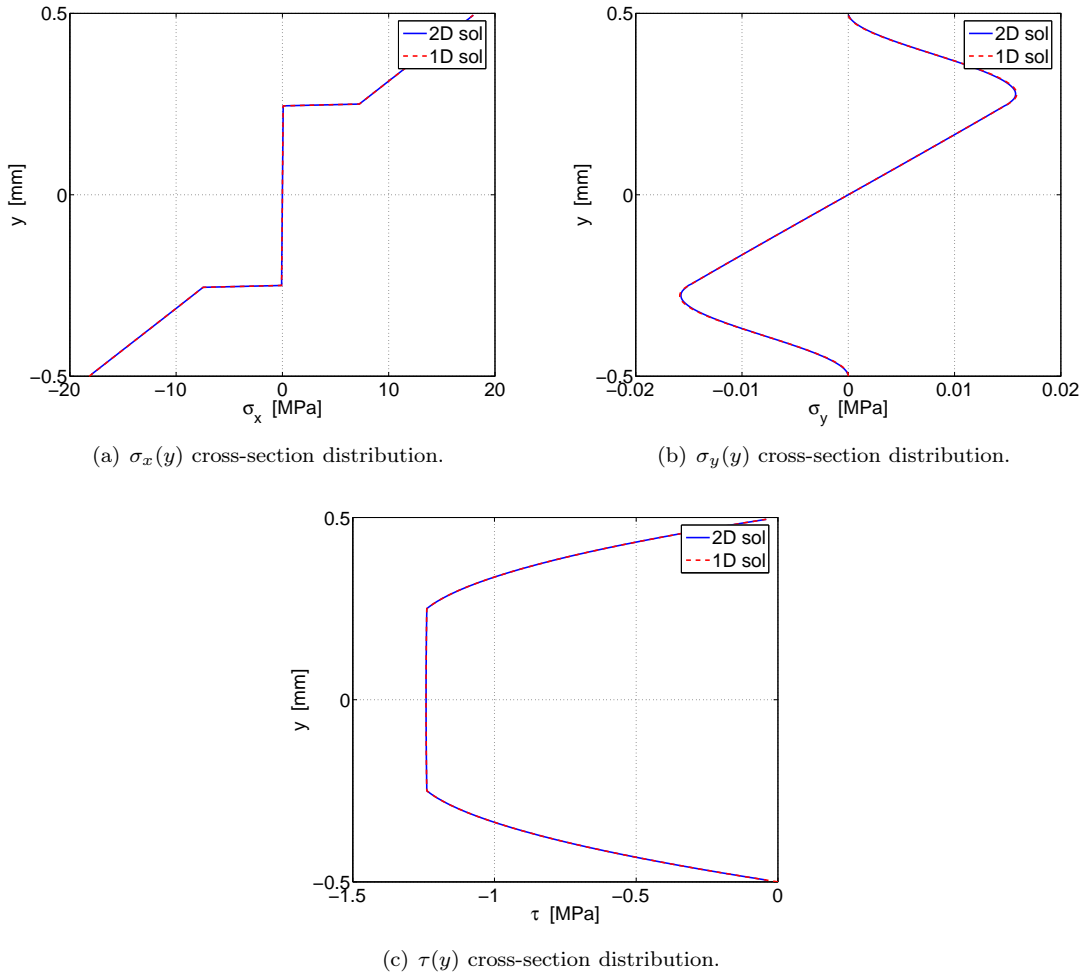 0.5
0
−0.5
y [mm]
−20
−10
0
10
20
σx [MPa]
2D sol
1D sol
(a) σx(y) cross-section distribution.
0.5
0
−0.5
y [mm]
−0.02
−0.01
0
0.01
0.02
σy [MPa]
2D sol
1D sol
(b) σy(y) cross-section distribution.
0.5
0
−0.5
y [mm]
−1.5
−1
−0.5
0
τ [MPa]
2D sol
1D sol
(c) τ(y) cross-section distribution.